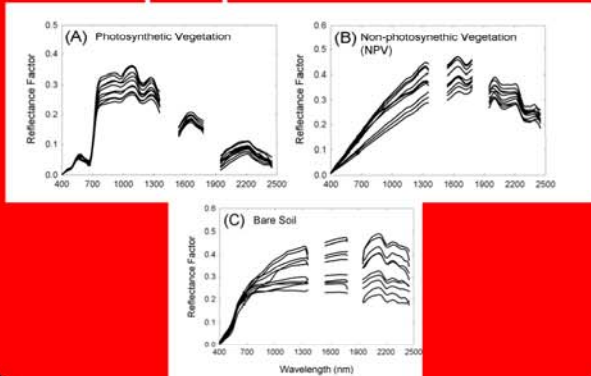 (A) Photosynthetic Vegetation
Reflectance Factor
0.5
0.4
0.3
0.2
0.1
0.0
400 700 1000 1300 1600 1900 2200 2500
(B) Non-photosynethic Vegetation
(NPV)
Reflectance Factor
0.6
0.5
0.4
0.3
0.2
0.1
0.0
400 700 1000 1300 1600 1900 2200 2500
(C) Bare Soil
Reflectance Factor
0.6
0.5
0.4
0.3
0.2
0.1
0.0
400 700 1000 1300 1600 1900 2200 2500
Wavelength (nm)